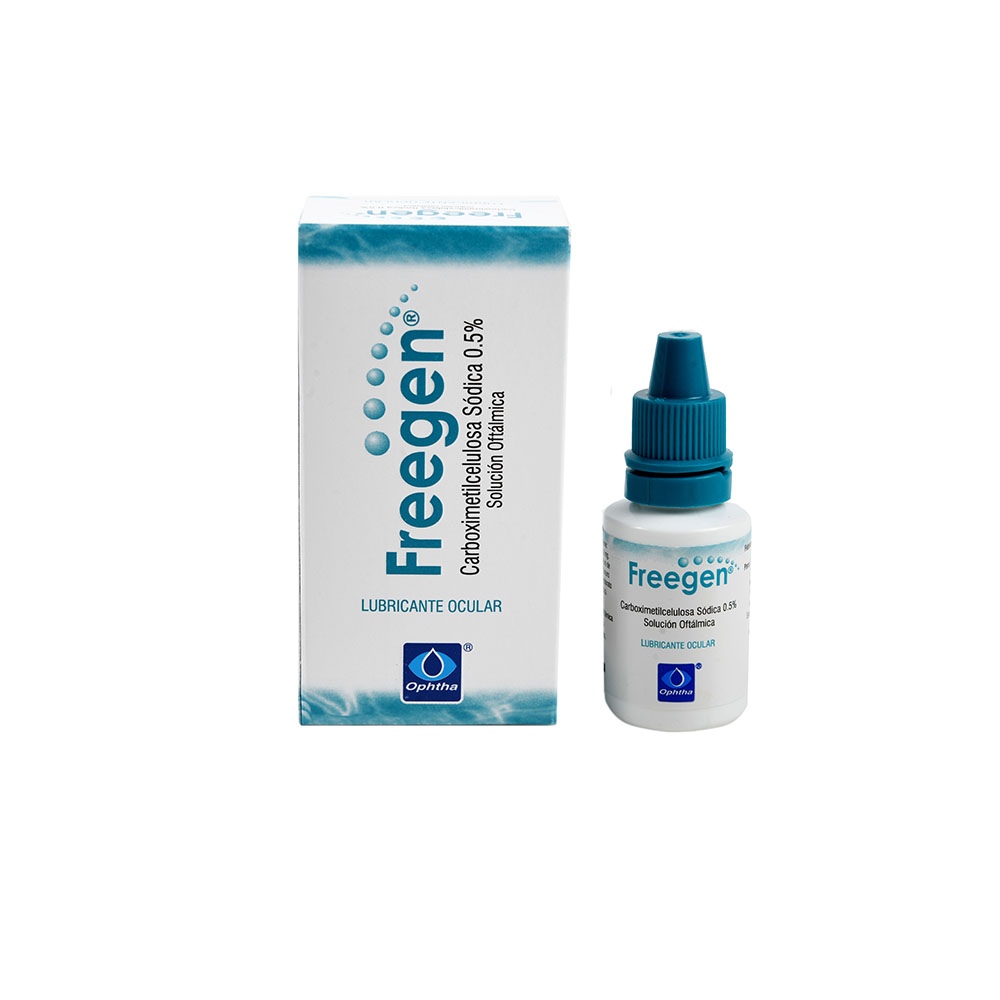 Freegen®
Freegen®
Carboximetilcelulosa Sódica 0.5%
Solución Oftálmica
LUBRICANTE OCULAR
Ophtha®
Freegen®
Carboximetilcelulosa Sódica 0.5%
Solución Oftálmica
LUBRICANTE OCULAR
Ophtha®